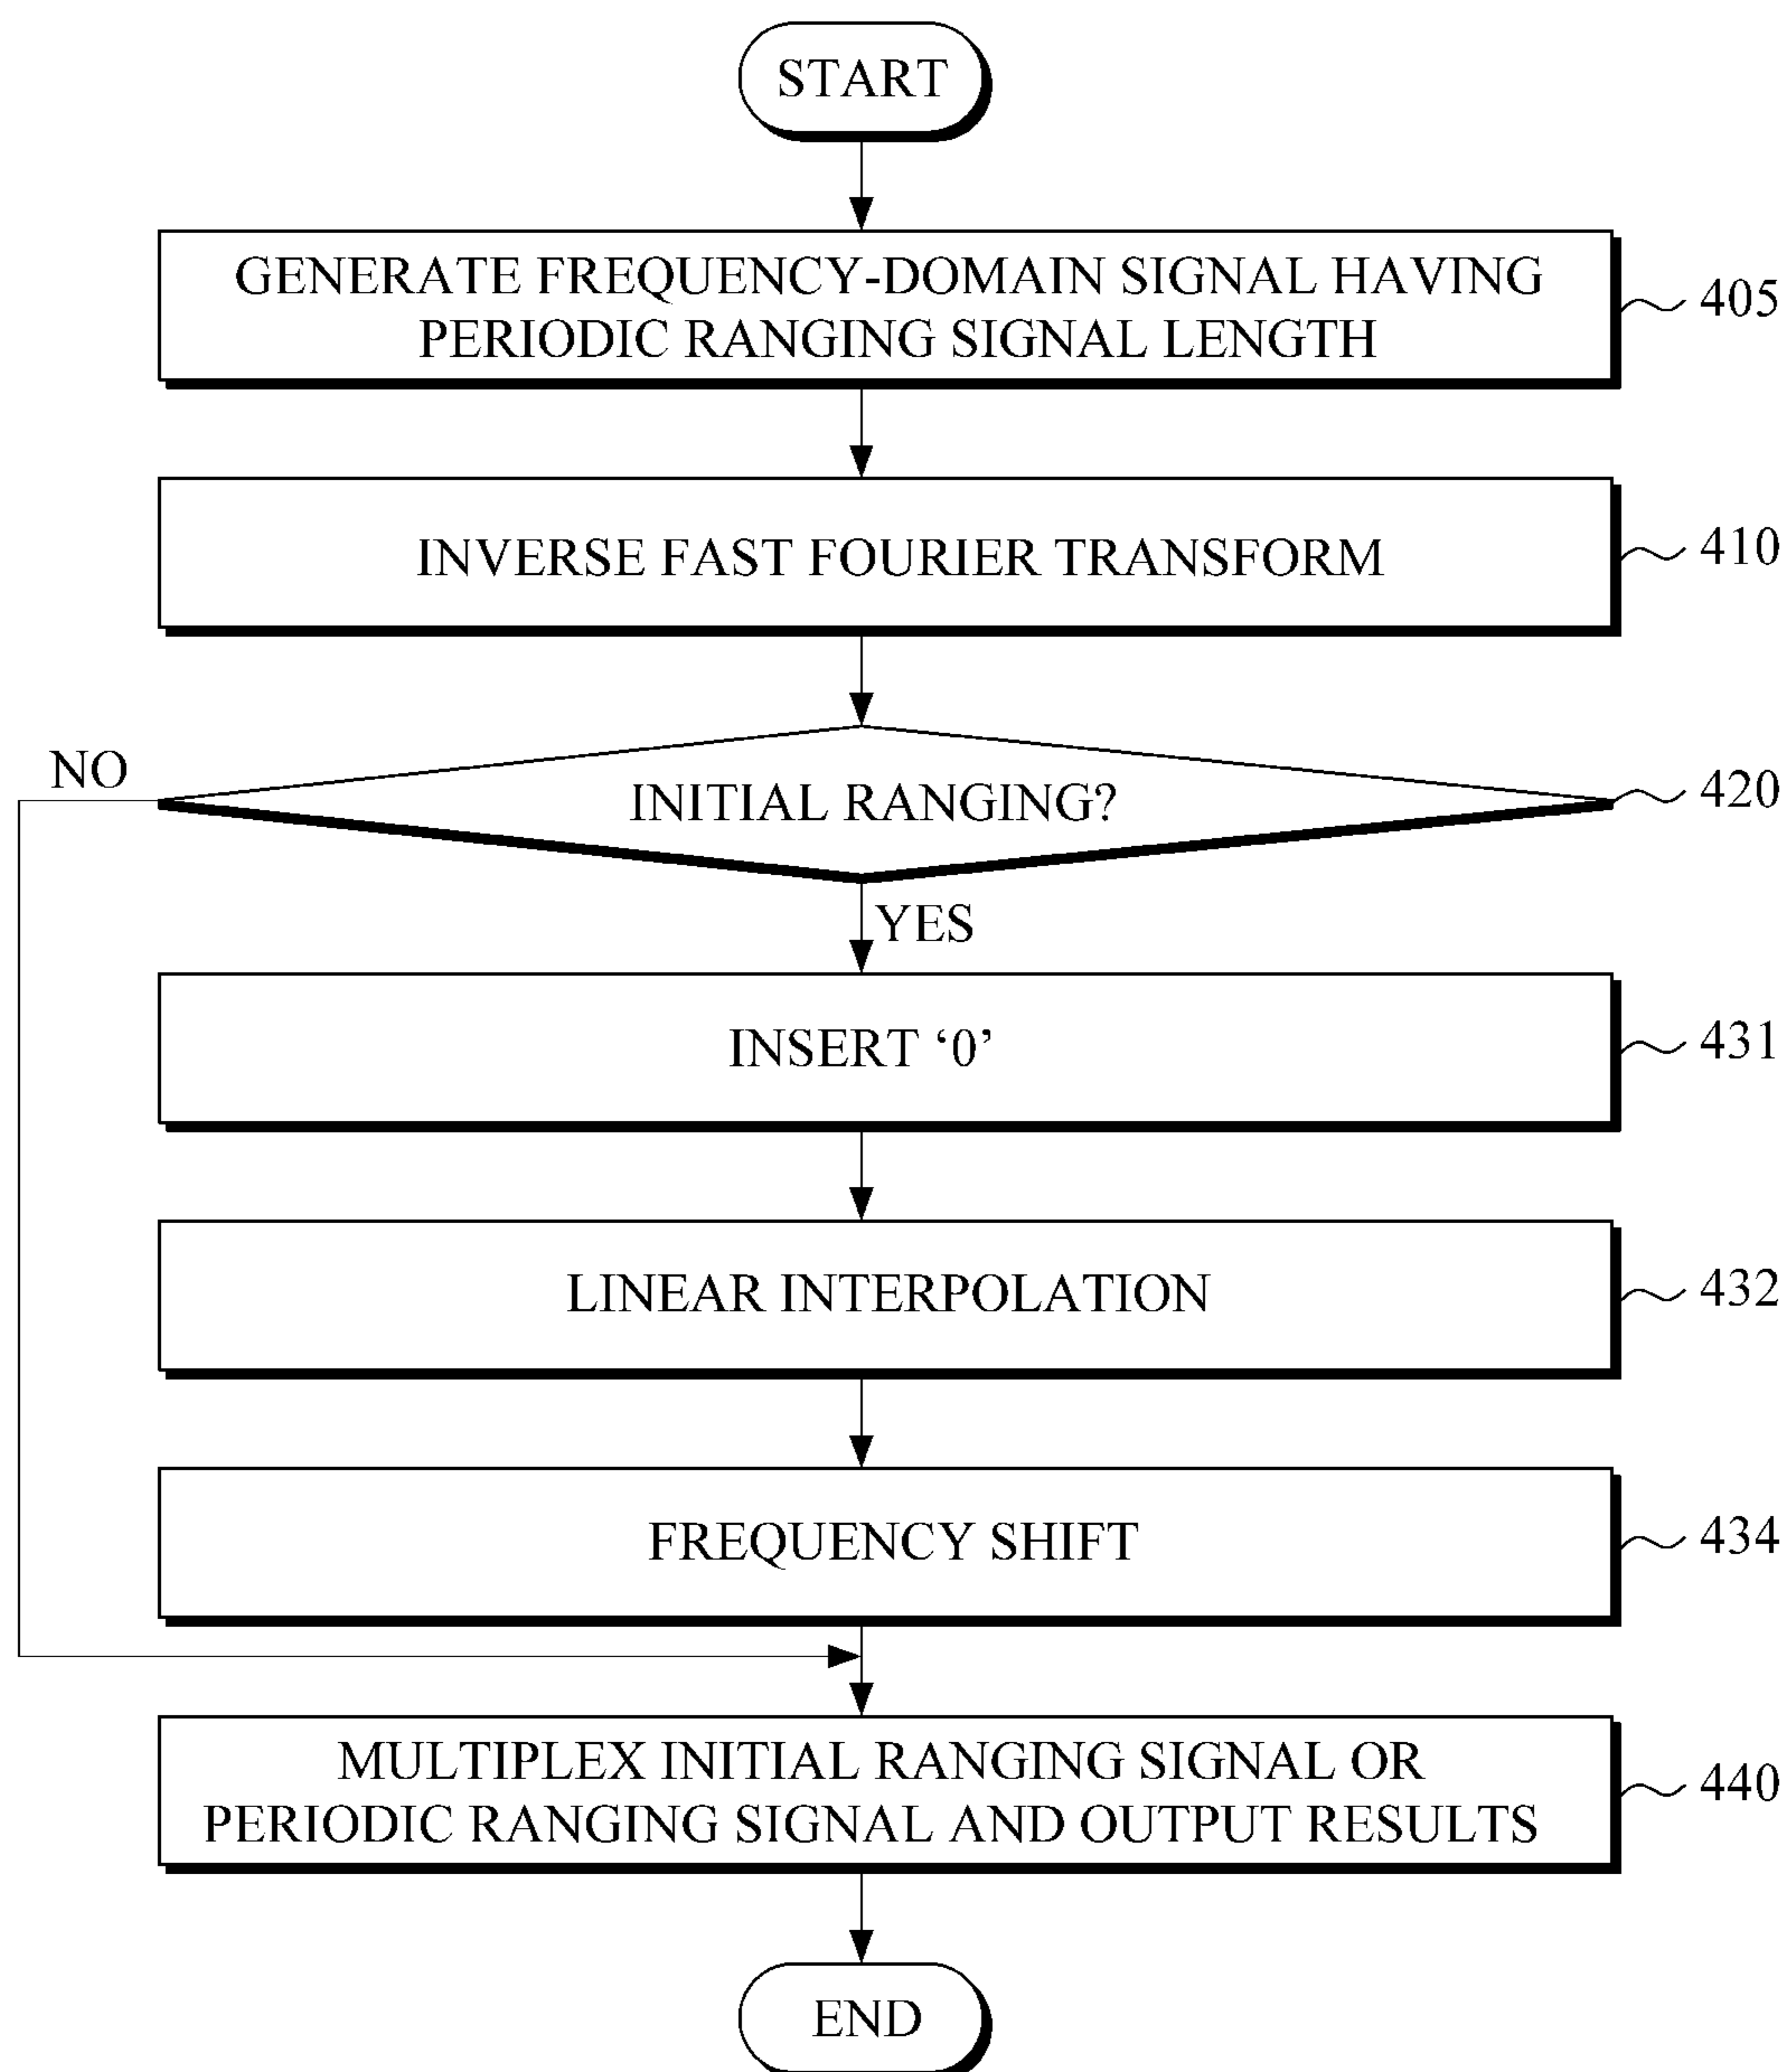 START
GENERATE FREQUENCY-DOMAIN SIGNAL HAVING
PERIODIC RANGING SIGNAL LENGTH
405
INVERSE FAST FOURIER TRANSFORM
410
NO
INITIAL RANGING?
420
YES
INSERT ‘0’
431
LINEAR INTERPOLATION
432
FREQUENCY SHIFT
434
MULTIPLEX INITIAL RANGING SIGNAL OR
PERIODIC RANGING SIGNAL AND OUTPUT RESULTS
440
END